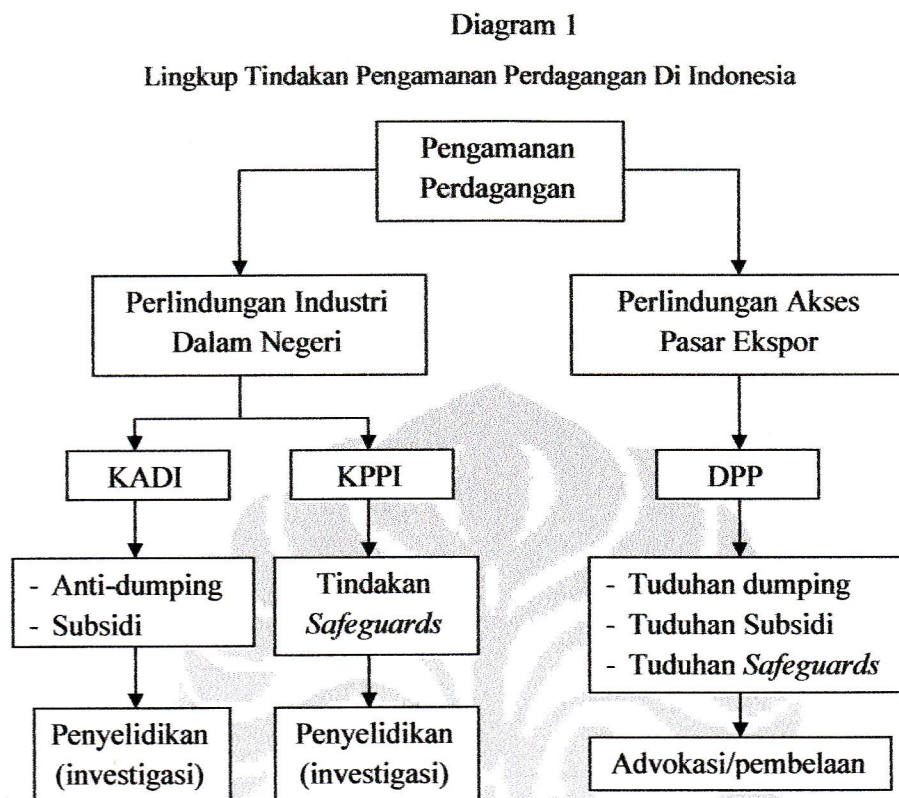 Diagram 1
Lingkup Tindakan Pengamanan Perdagangan Di Indonesia
Pengamanan
Perdagangan
Perlindungan Industri
Dalam Negeri
Perlindungan Akses
Pasar Ekspor
KADI
KPPI
DPP
- Anti-dumping
- Subsidi
Tindakan
Safeguards
- Tuduhan dumping
- Tuduhan Subsidi
- Tuduhan Safeguards
Penyelidikan
(investigasi)
Penyelidikan
(investigasi)
Advokasi/pembelaan